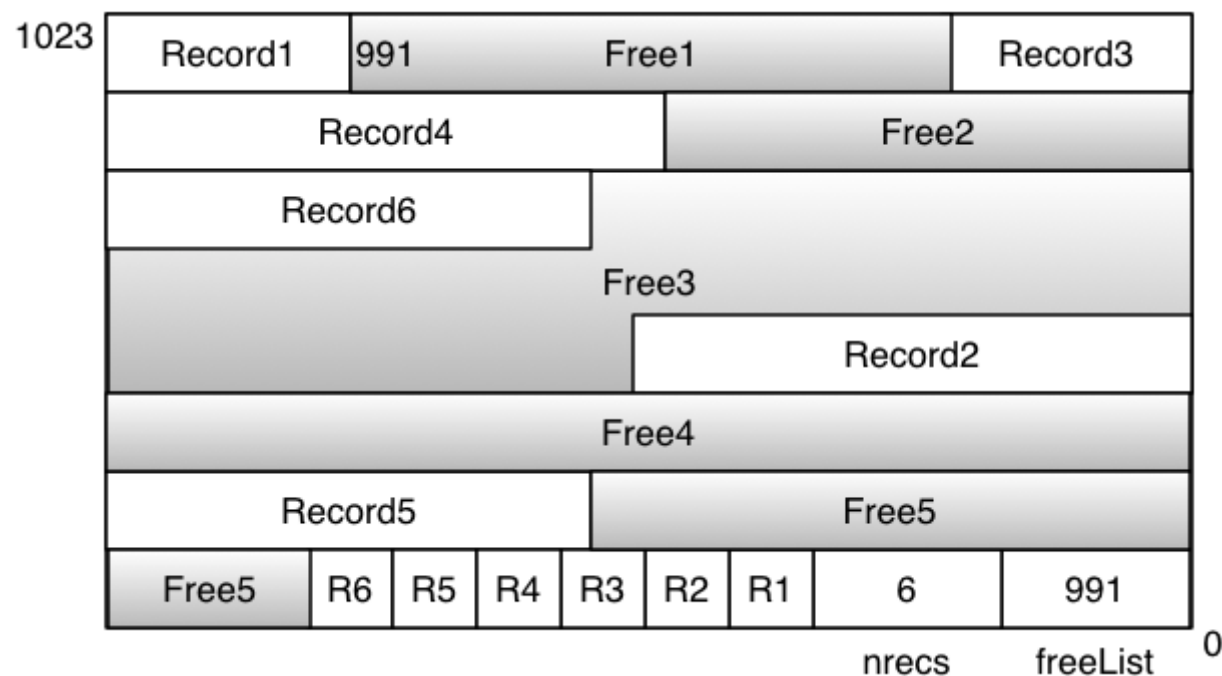 1023 Record1 991 Free1 Record3
Record4 Free2
Record6
Free3
Record2
Free4
Record5 Free5
Free5 R6 R5 R4 R3 R2 R1 6 991
0
nrecs freeList